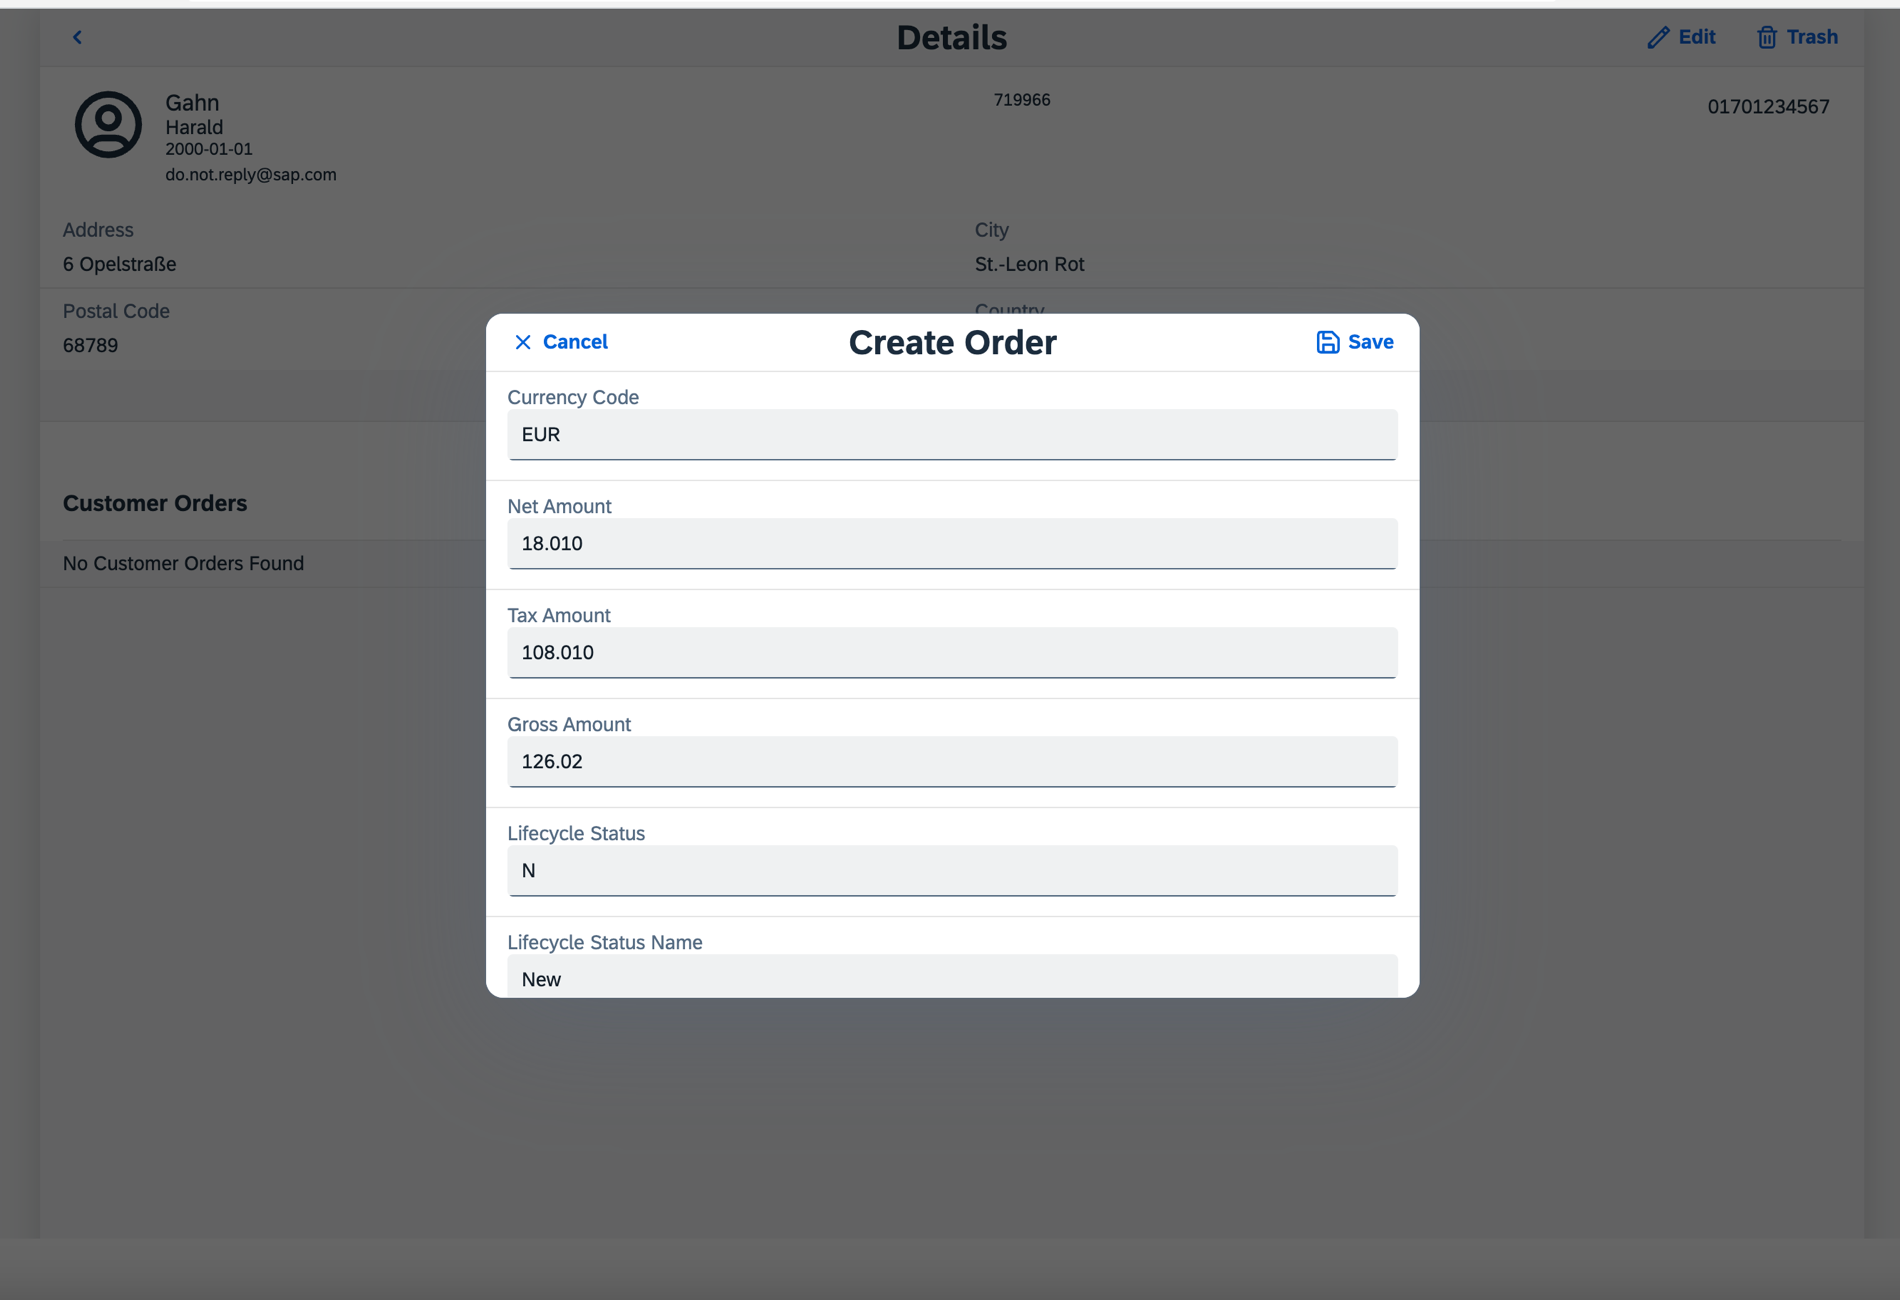 Details
Edit
Trash
Gahn
Harald
2000-01-01
do.not.reply@sap.com
719966
01701234567
Address
6 Opelstraße
City
St.-Leon Rot
Postal Code
68789
Country
Cancel
Create Order
Save
Currency Code
EUR
Net Amount
18.010
Tax Amount
108.010
Gross Amount
126.02
Lifecycle Status
N
Lifecycle Status Name
New
Customer Orders
No Customer Orders Found